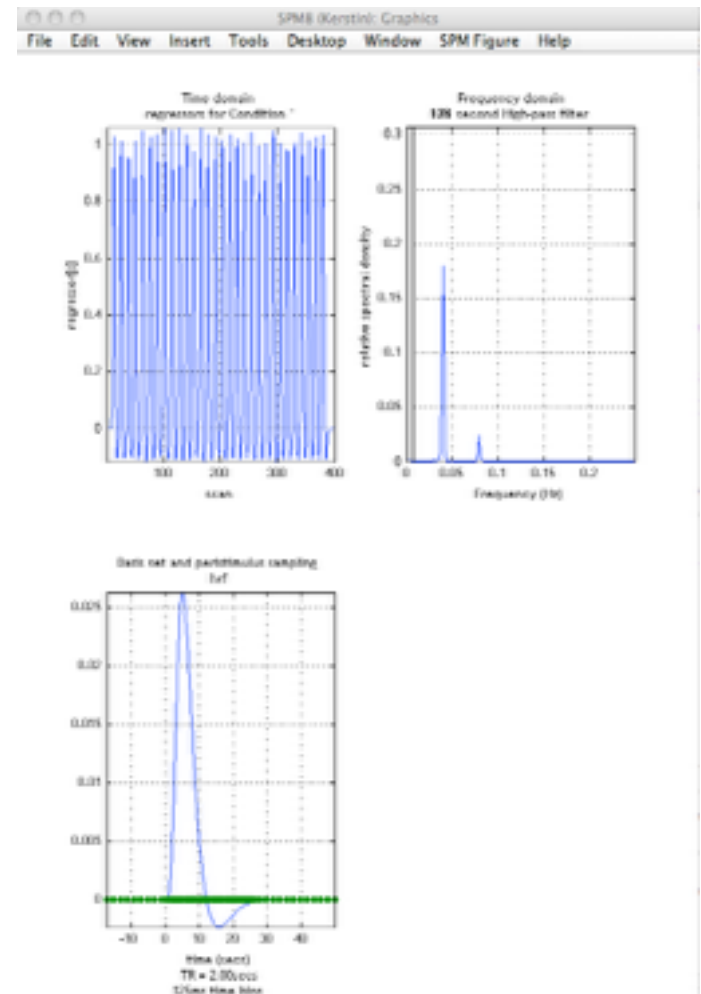 SPM8 (Kerstin): Graphics
File Edit View Insert Tools Desktop Window SPM Figure Help
Time domain
regressors for Condition
Frequency domain
second High-pass filter
1
0.8
0.6
0.4
0.2
0
regressor[s]
100 200 300 400
scan
0.3
0.25
0.2
0.15
0.1
0.05
0
relative spectral density
0 0.05 0.1 0.15 0.2
Frequency (Hz)
Basis set and peristimulus sampling
hrf
0.025
0.02
0.015
0.01
0.005
0
-10 0 10 20 30 40
time (secs)
TR = 2.00secs
125ms time bins